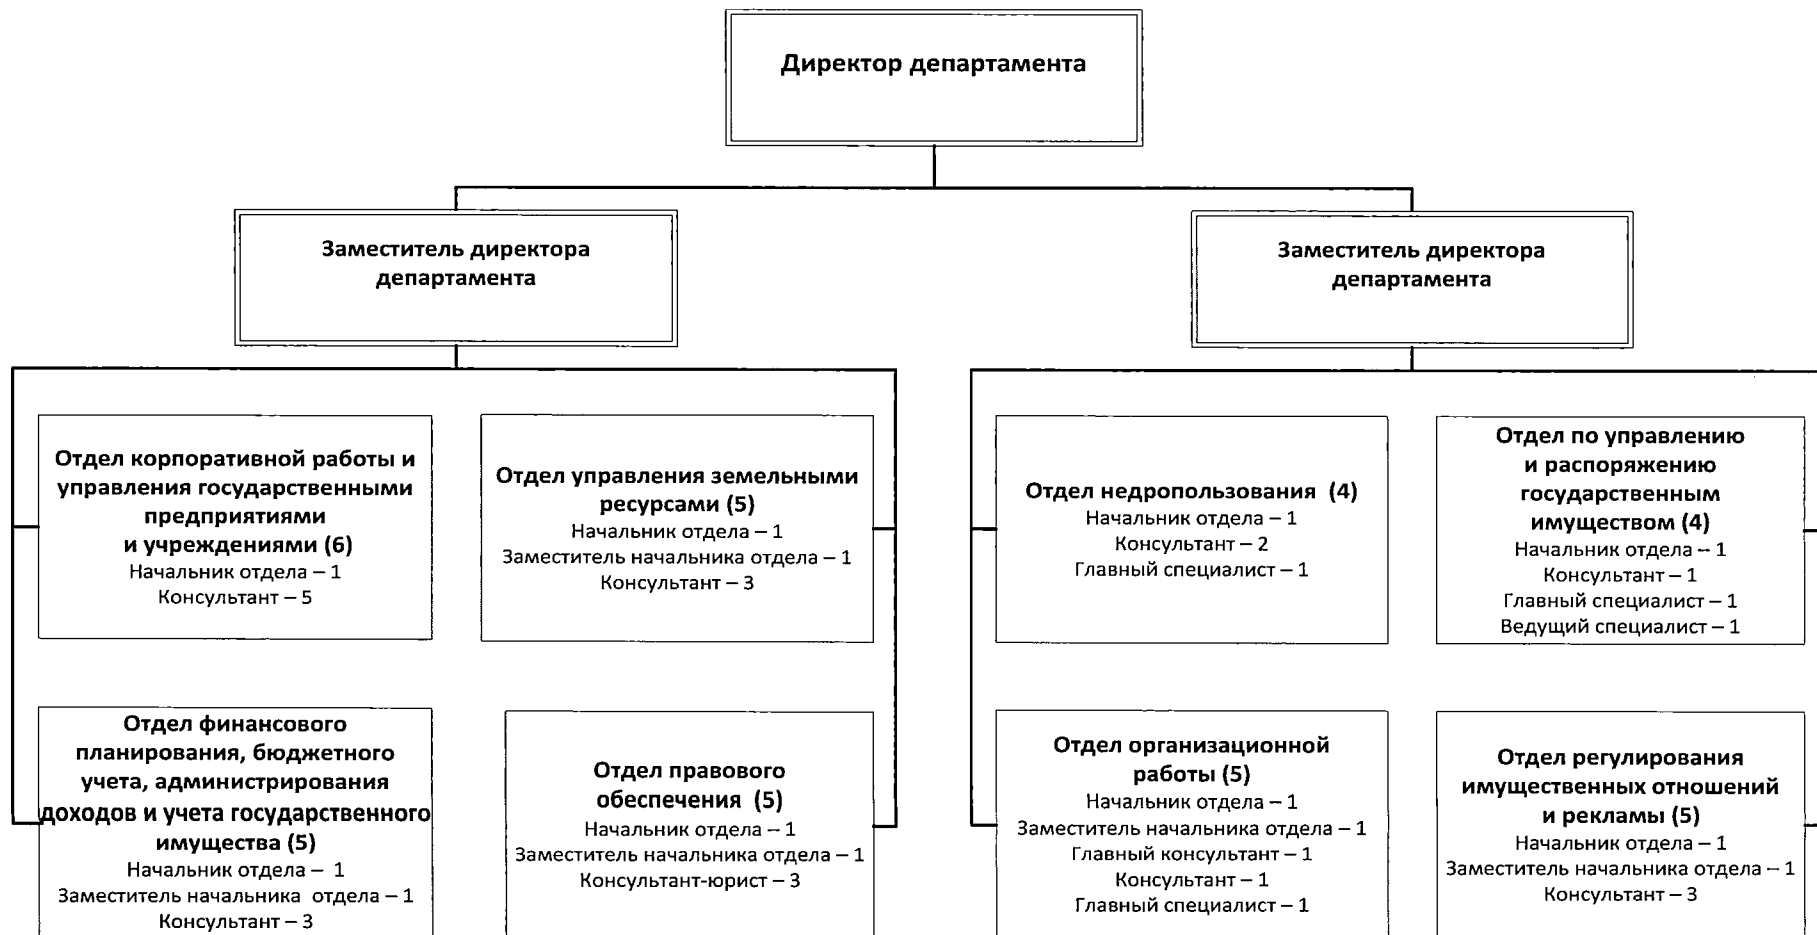 Директор департамента
Заместитель директора
департамента
Заместитель директора
департамента
Отдел корпоративной работы и
управления государственными
предприятиями
и учреждениями (6)
Начальник отдела – 1
Консультант – 5
Отдел управления земельными
ресурсами (5)
Начальник отдела – 1
Заместитель начальника отдела – 1
Консультант – 3
Отдел недропользования (4)
Начальник отдела – 1
Консультант – 2
Главный специалист – 1
Отдел по управлению
и распоряжению
государственным
имуществом (4)
Начальник отдела – 1
Консультант – 1
Главный специалист – 1
Ведущий специалист – 1
Отдел финансового
планирования, бюджетного
учета, администрирования
доходов и учета государственного
имущества (5)
Начальник отдела – 1
Заместитель начальника отдела – 1
Консультант – 3
Отдел правового
обеспечения (5)
Начальник отдела – 1
Заместитель начальника отдела – 1
Консультант-юрист – 3
Отдел организационной
работы (5)
Начальник отдела – 1
Заместитель начальника отдела – 1
Главный консультант – 1
Консультант – 1
Главный специалист – 1
Отдел регулирования
имущественных отношений
и рекламы (5)
Начальник отдела – 1
Заместитель начальника отдела – 1
Консультант – 3